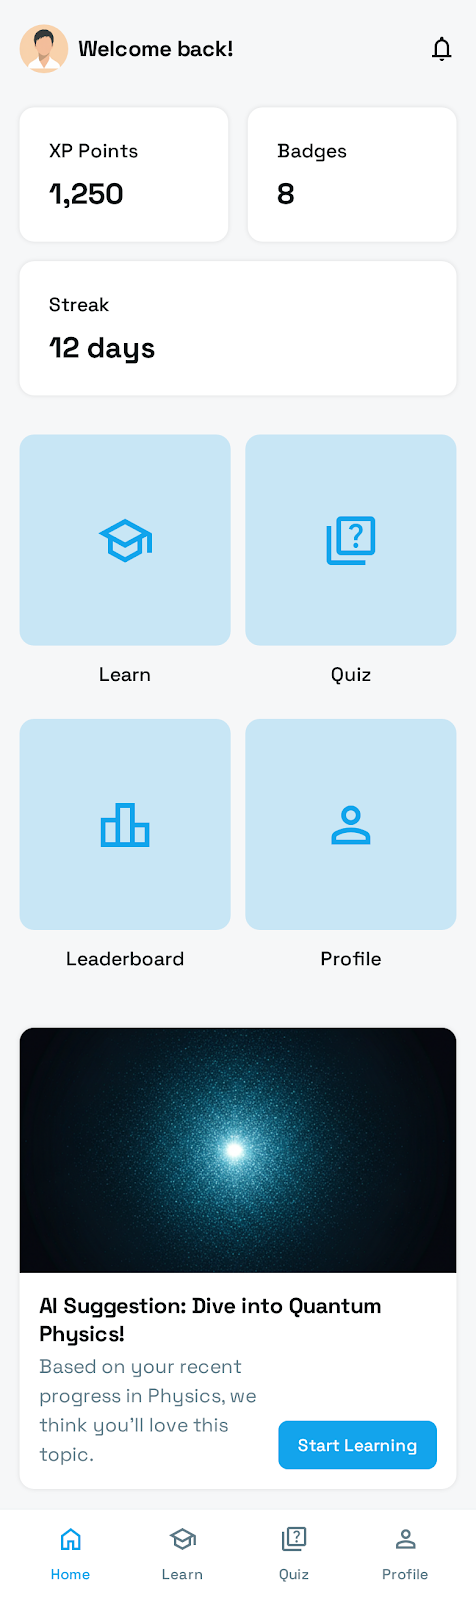 Welcome back!
XP Points
1,250
Badges
8
Streak
12 days
Learn
Quiz
Leaderboard
Profile
AI Suggestion: Dive into Quantum
Physics!
Based on your recent
progress in Physics, we
think you'll love this
topic.
Start Learning
Home
Learn
Quiz
Profile